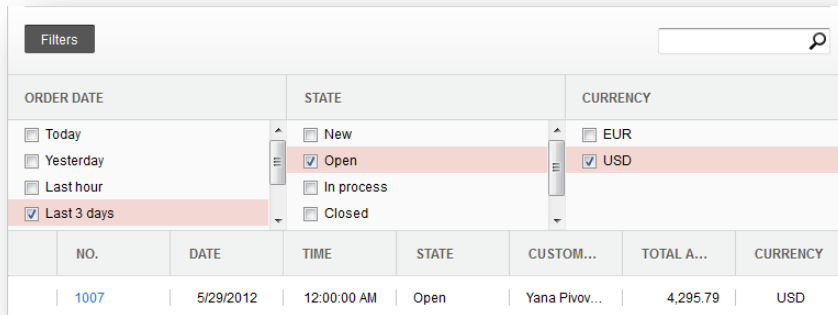 Filters
ORDER DATE STATE CURRENCY
Today New EUR
Yesterday Open USD
Last hour In process
Last 3 days Closed
NO. DATE TIME STATE CUSTOM... TOTAL A... CURRENCY
1007 5/29/2012 12:00:00 AM Open Yana Pivov... 4,295.79 USD